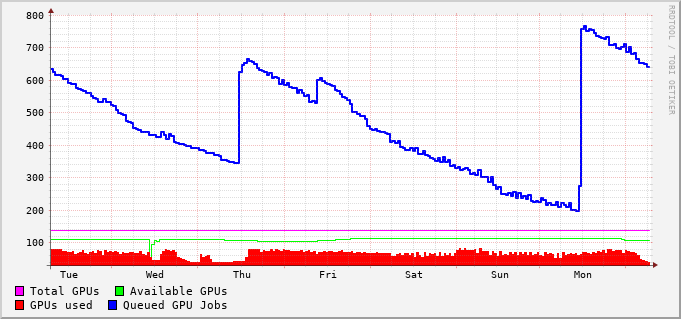 800
700
600
500
400
300
200
100
Tue Wed Thu Fri Sat Sun Mon
Total GPUs Available GPUs
GPUs used Queued GPU Jobs
RRDTOOL / TOBI OETIKER